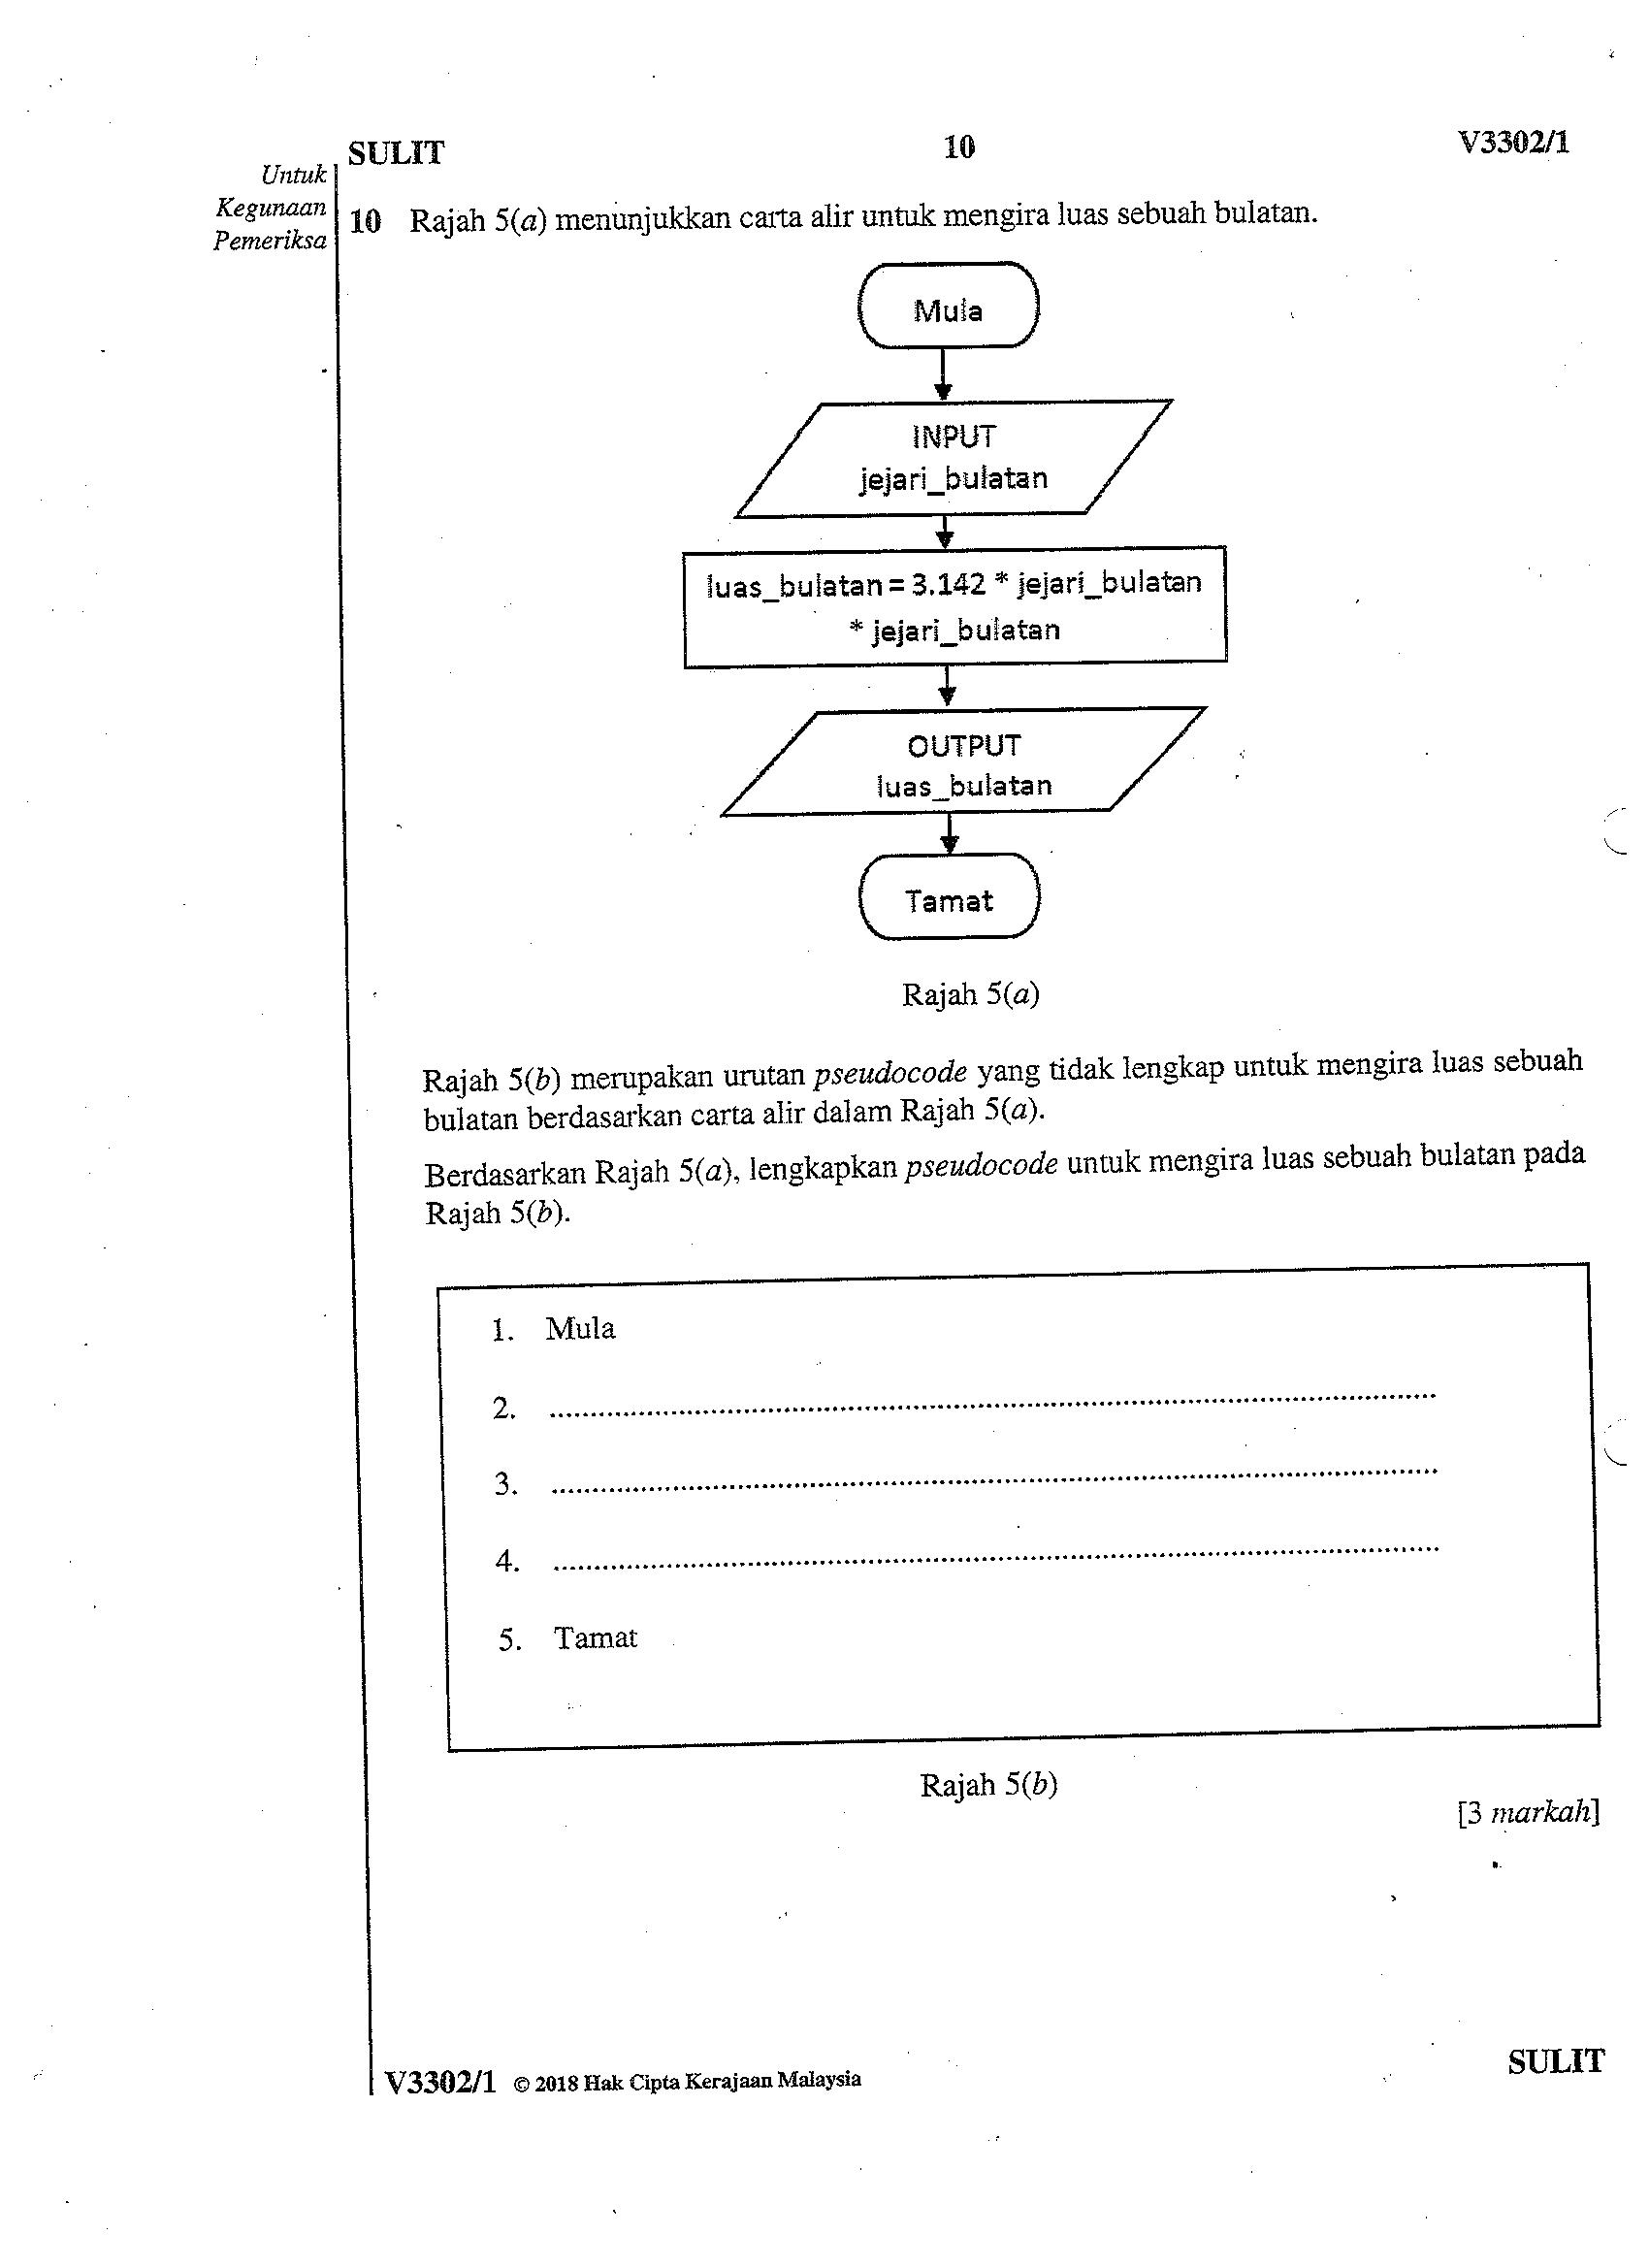 SULIT
10
V3302/1
Untuk
Kegunaan
Pemeriksa
10 Rajah 5(a) menunjukkan carta alir untuk mengira luas sebuah bulatan.
Mula
INPUT
jejari_bulatan
luas_bulatan = 3.142 * jejari_bulatan
* jejari_bulatan
OUTPUT
luas_bulatan
Tamat
Rajah 5(a)
Rajah 5(b) merupakan urutan pseudocode yang tidak lengkap untuk mengira luas sebuah
bulatan berdasarkan carta alir dalam Rajah 5(a).
Berdasarkan Rajah 5(a), lengkapkan pseudocode untuk mengira luas sebuah bulatan pada
Rajah 5(b).
1. Mula
2. ........................................................
3. ........................................................
4. ........................................................
5. Tamat
Rajah 5(b)
[3 markah]
V3302/1 © 2018 Hak Cipta Kerajaan Malaysia
SULIT